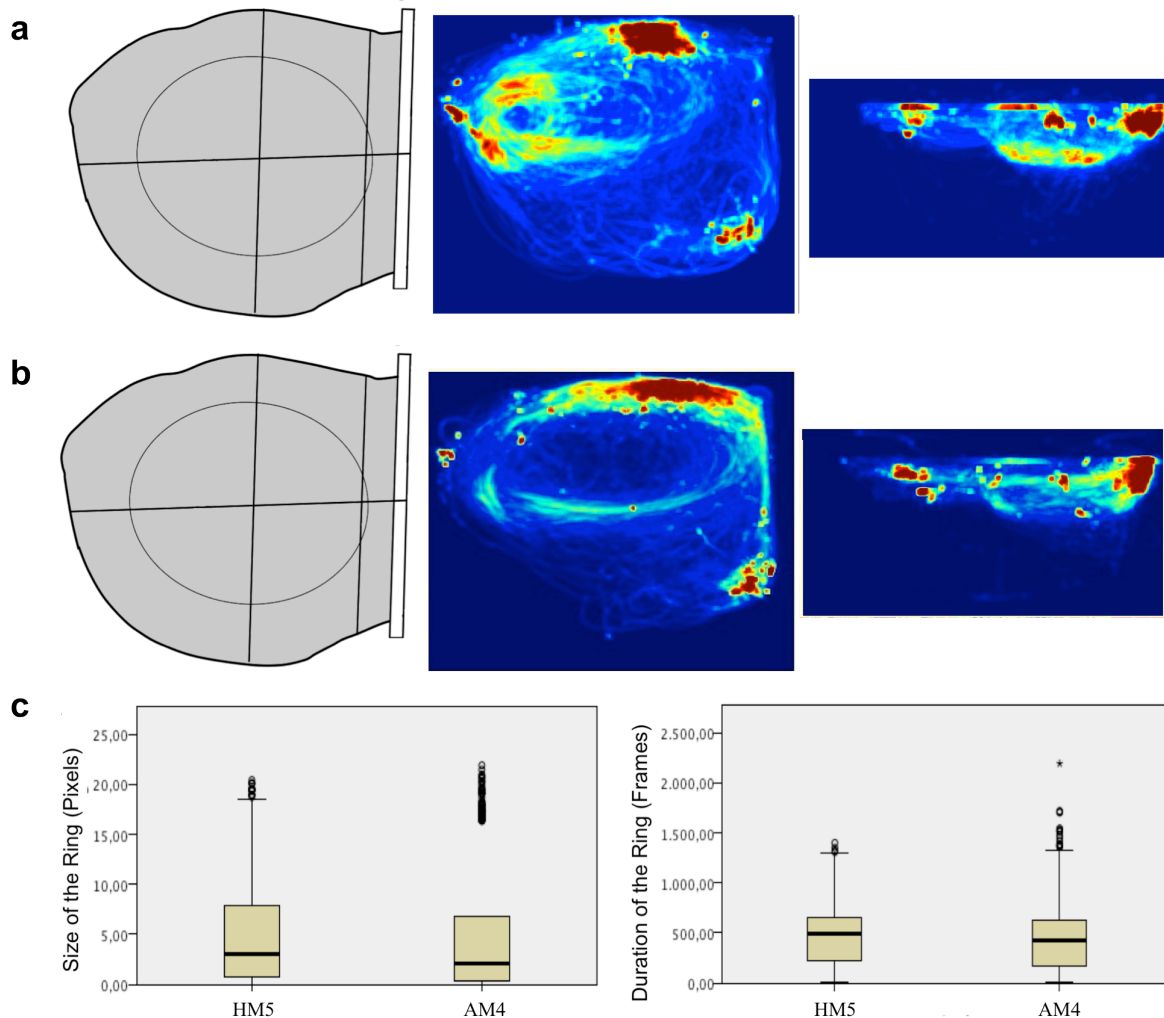 a
b
c
Size of the Ring (Pixels)
25,00
20,00
15,00
10,00
5,00
0,00
HM5
AM4
Duration of the Ring (Frames)
2.500,00
2.000,00
1.500,00
1.000,00
500,00
0,00
HM5
AM4